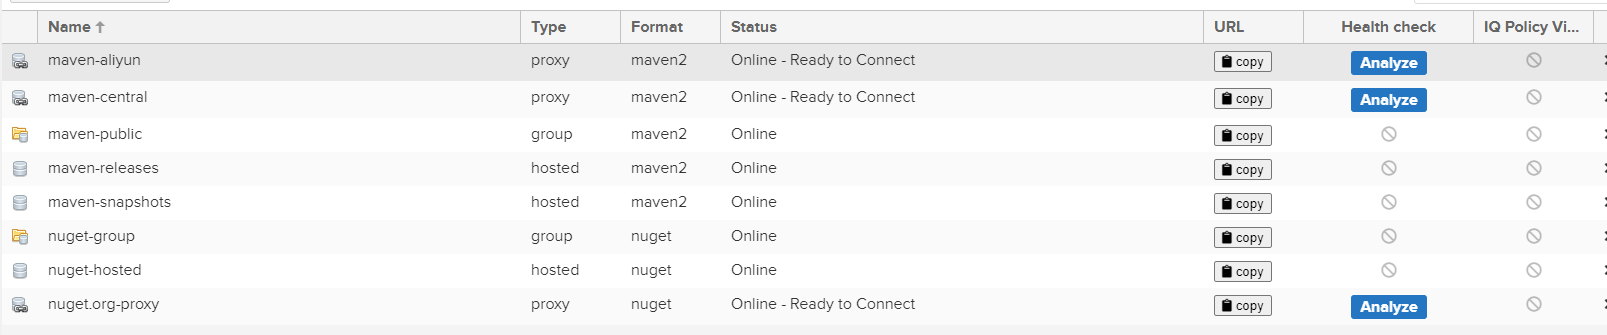 Name Type Format Status URL Health check IQ Policy Vi...
maven-aliyun proxy maven2 Online - Ready to Connect copy Analyze
maven-central proxy maven2 Online - Ready to Connect copy Analyze
maven-public group maven2 Online copy
maven-releases hosted maven2 Online copy
maven-snapshots hosted maven2 Online copy
nuget-group group nuget Online copy
nuget-hosted hosted nuget Online copy
nuget.org-proxy proxy nuget Online - Ready to Connect copy Analyze